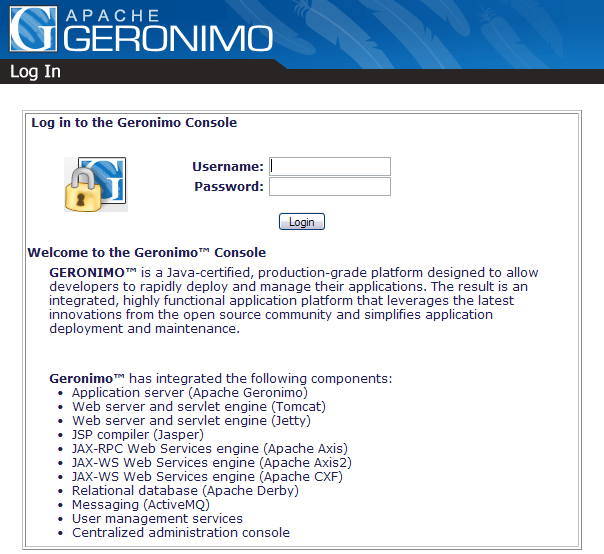 APACHE
GERONIMO
Log In
Log in to the Geronimo Console
G
Username:
Password:
Login
Welcome to the Geronimo™ Console
GERONIMO™ is a Java-certified, production-grade platform designed to allow
developers to rapidly deploy and manage their applications. The result is an
integrated, highly functional application platform that leverages the latest
innovations from the open source community and simplifies application
deployment and maintenance.
Geronimo™ has integrated the following components:
• Application server (Apache Geronimo)
• Web server and servlet engine (Tomcat)
• Web server and servlet engine (Jetty)
• JSP compiler (Jasper)
• JAX-RPC Web Services engine (Apache Axis)
• JAX-WS Web Services engine (Apache Axis2)
• JAX-WS Web Services engine (Apache CXF)
• Relational database (Apache Derby)
• Messaging (ActiveMQ)
• User management services
• Centralized administration console